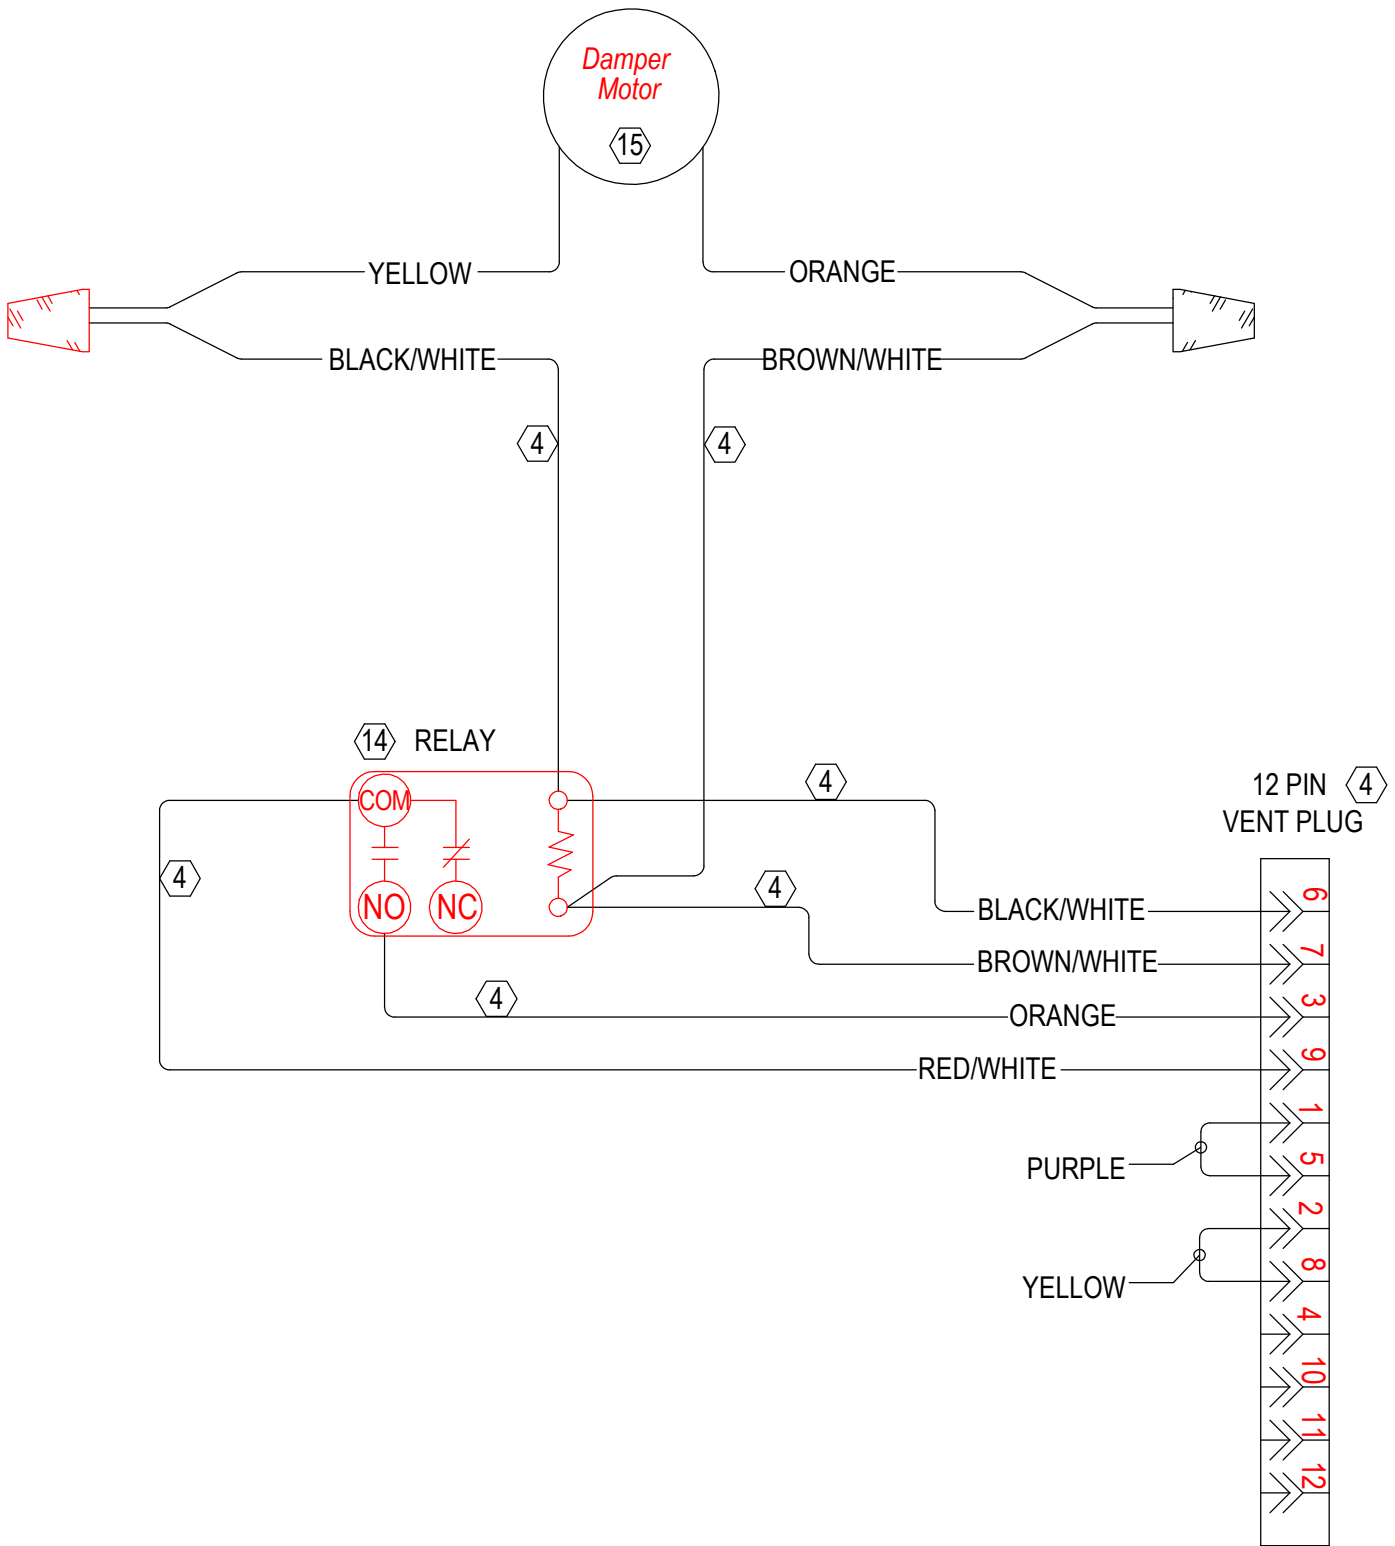 Damper
Motor
15
YELLOW
ORANGE
BLACK/WHITE
BROWN/WHITE
4
4
14 RELAY
4
12 PIN 4
VENT PLUG
COM
4
4
NO
NC
6
BLACK/WHITE
7
BROWN/WHITE
4
3
ORANGE
9
RED/WHITE
1
5
PURPLE
2
8
YELLOW
4
10
11
12